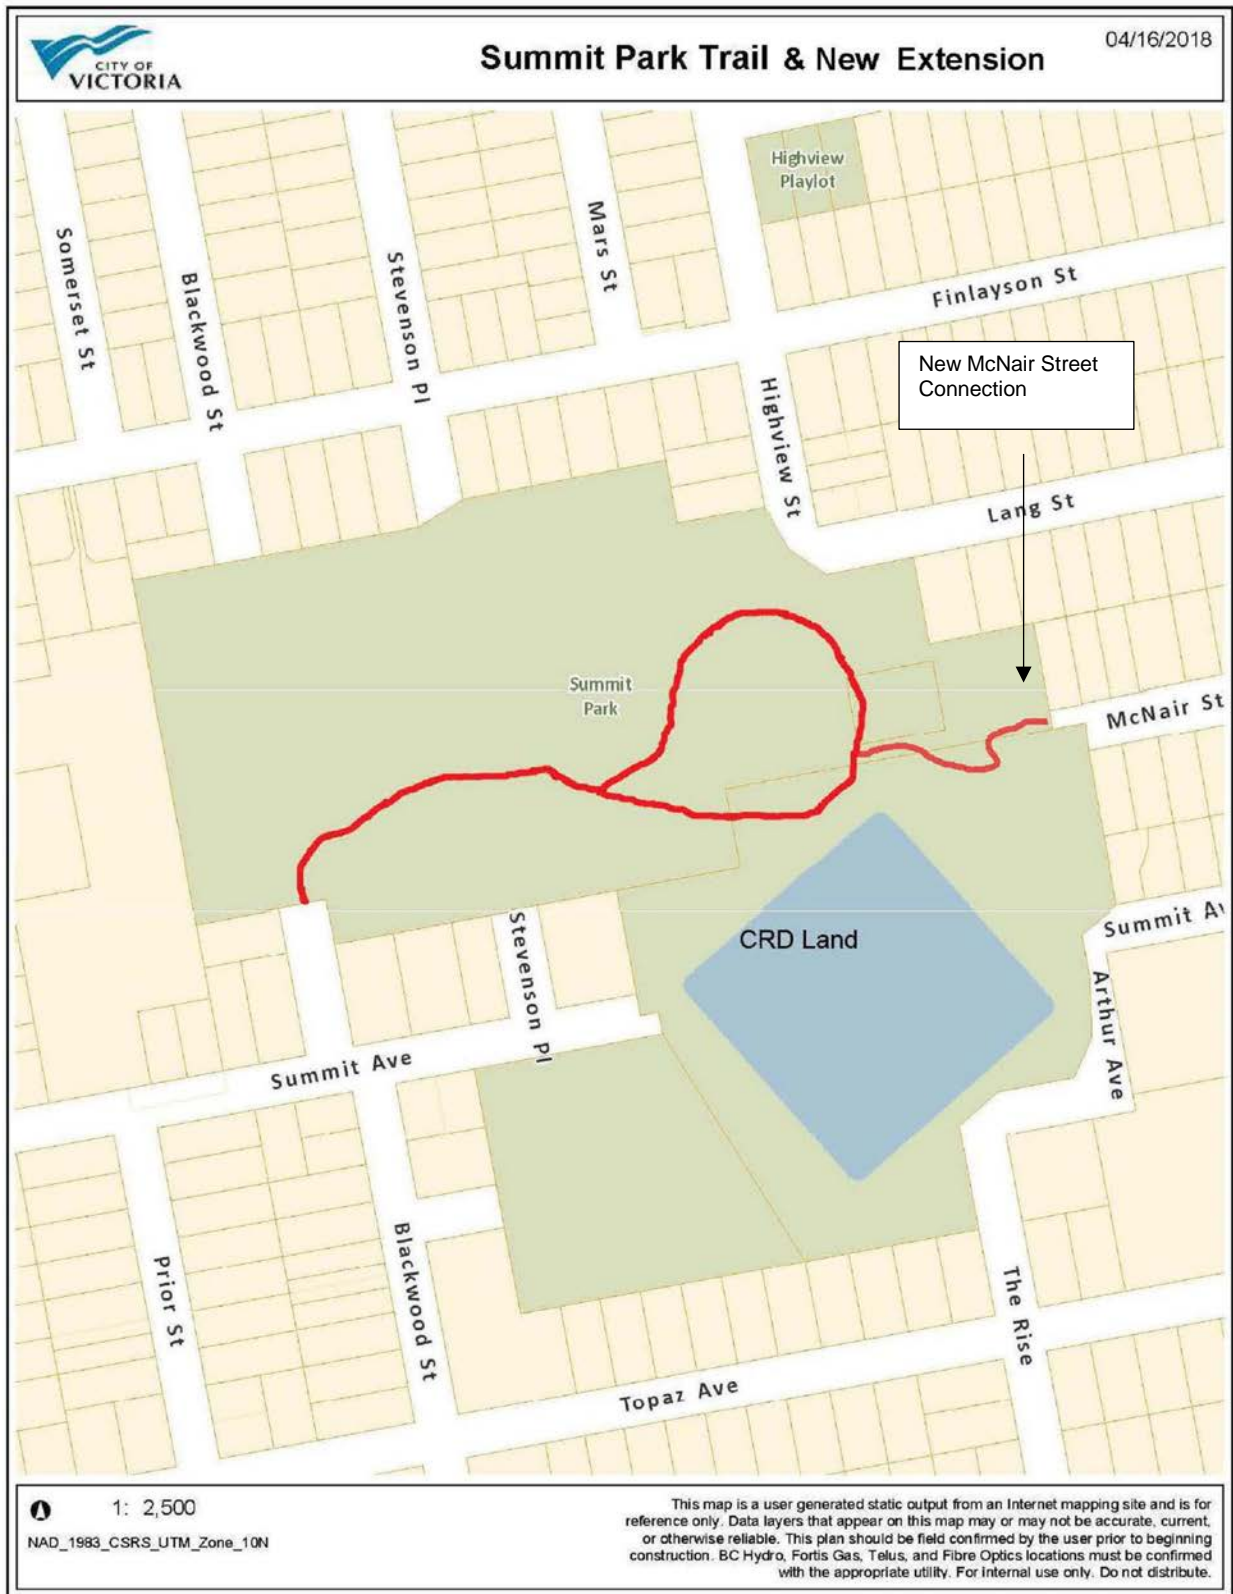 CITY OF
VICTORIA
Summit Park Trail & New Extension
04/16/2018
Highview
Playlot
Somerset St
Blackwood St
Stevenson Pl
Mars St
Finlayson St
New McNair Street
Connection
Highview St
Lang St
Summit
Park
McNair St
CRD Land
Stevenson Pl
Summit Av
Arthur Ave
Summit Ave
Prior St
Blackwood St
The Rise
Topaz Ave
1: 2,500
NAD_1983_CSRS_UTM_Zone_10N
This map is a user generated static output from an Internet mapping site and is for
reference only. Data layers that appear on this map may or may not be accurate, current,
or otherwise reliable. This plan should be field confirmed by the user prior to beginning
construction. BC Hydro, Fortis Gas, Telus, and Fibre Optics locations must be confirmed
with the appropriate utility. For internal use only. Do not distribute.